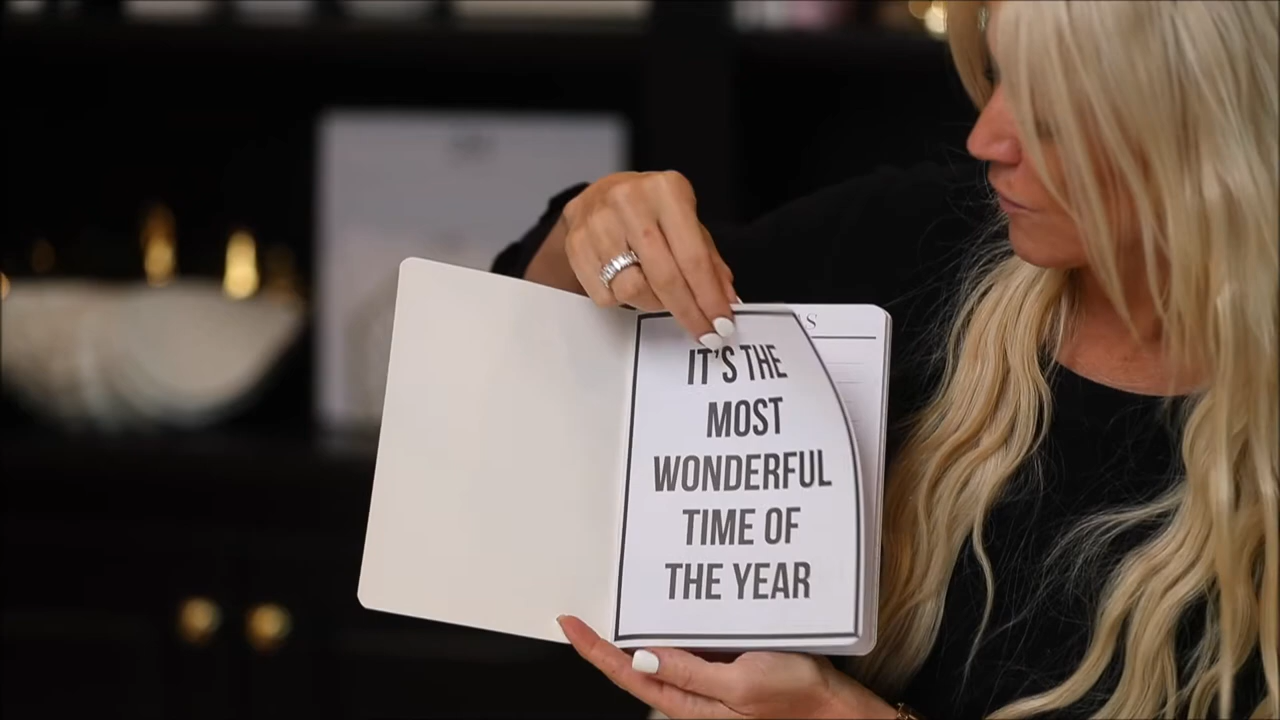 IT'S THE
MOST
WONDERFUL
TIME OF
THE YEAR